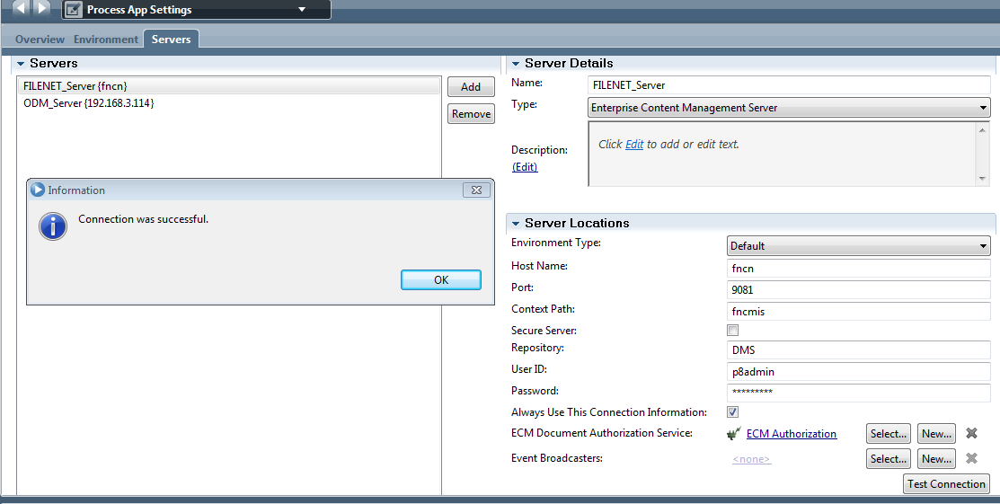 Process App Settings
Overview Environment Servers
Servers
FILENET_Server {fncn}
ODM_Server {192.168.3.114}
Add
Remove
Information
Connection was successful.
OK
Server Details
Name: FILENET_Server
Type: Enterprise Content Management Server
Description:
(Edit)
Click Edit to add or edit text.
Server Locations
Environment Type: Default
Host Name: fncn
Port: 9081
Context Path: fncmis
Secure Server:
Repository: DMS
User ID: p8admin
Password: *********
Always Use This Connection Information:
ECM Document Authorization Service: ECM Authorization Select... New...
Event Broadcasters: <none> Select... New...
Test Connection